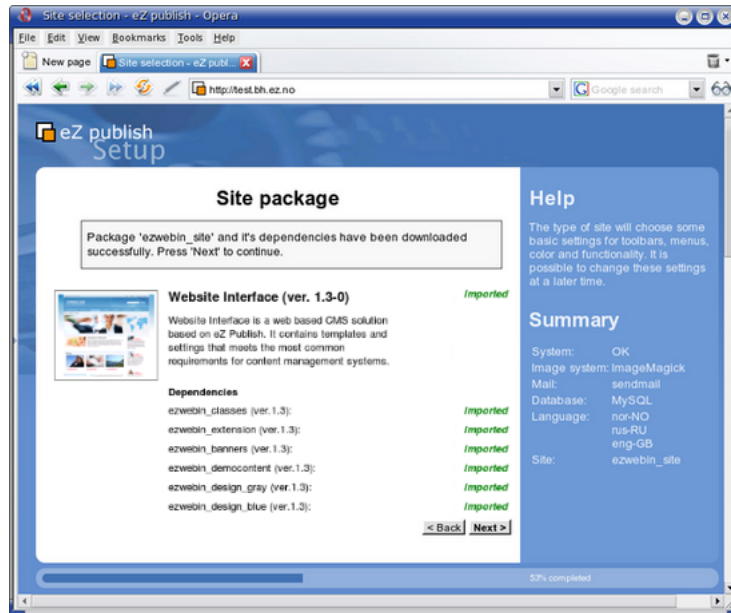 Site selection - eZ publish - Opera
File Edit View Bookmarks Tools Help
New page
Site selection - eZ publ...
http://test.bh.ez.no
Google search
eZ publish
Setup
Site package
Package 'ezwebin_site' and it's dependencies have been downloaded
successfully. Press 'Next' to continue.
Website Interface (ver. 1.3-0) Imported
Website Interface is a web based CMS solution
based on eZ Publish. It contains templates and
settings that meets the most common
requirements for content management systems.
Dependencies
ezwebin_classes (ver.1.3): Imported
ezwebin_extension (ver.1.3): Imported
ezwebin_banners (ver.1.3): Imported
ezwebin_democontent (ver.1.3): Imported
ezwebin_design_gray (ver.1.3): Imported
ezwebin_design_blue (ver.1.3): Imported
< Back Next >
Help
The type of site will choose some
basic settings for toolbars, menus,
color and functionality. It is
possible to change these settings
at a later time.
Summary
System: OK
Image system: ImageMagick
Mail: sendmail
Database: MySQL
Language: nor-NO
rus-RU
eng-GB
Site: ezwebin_site
53% completed